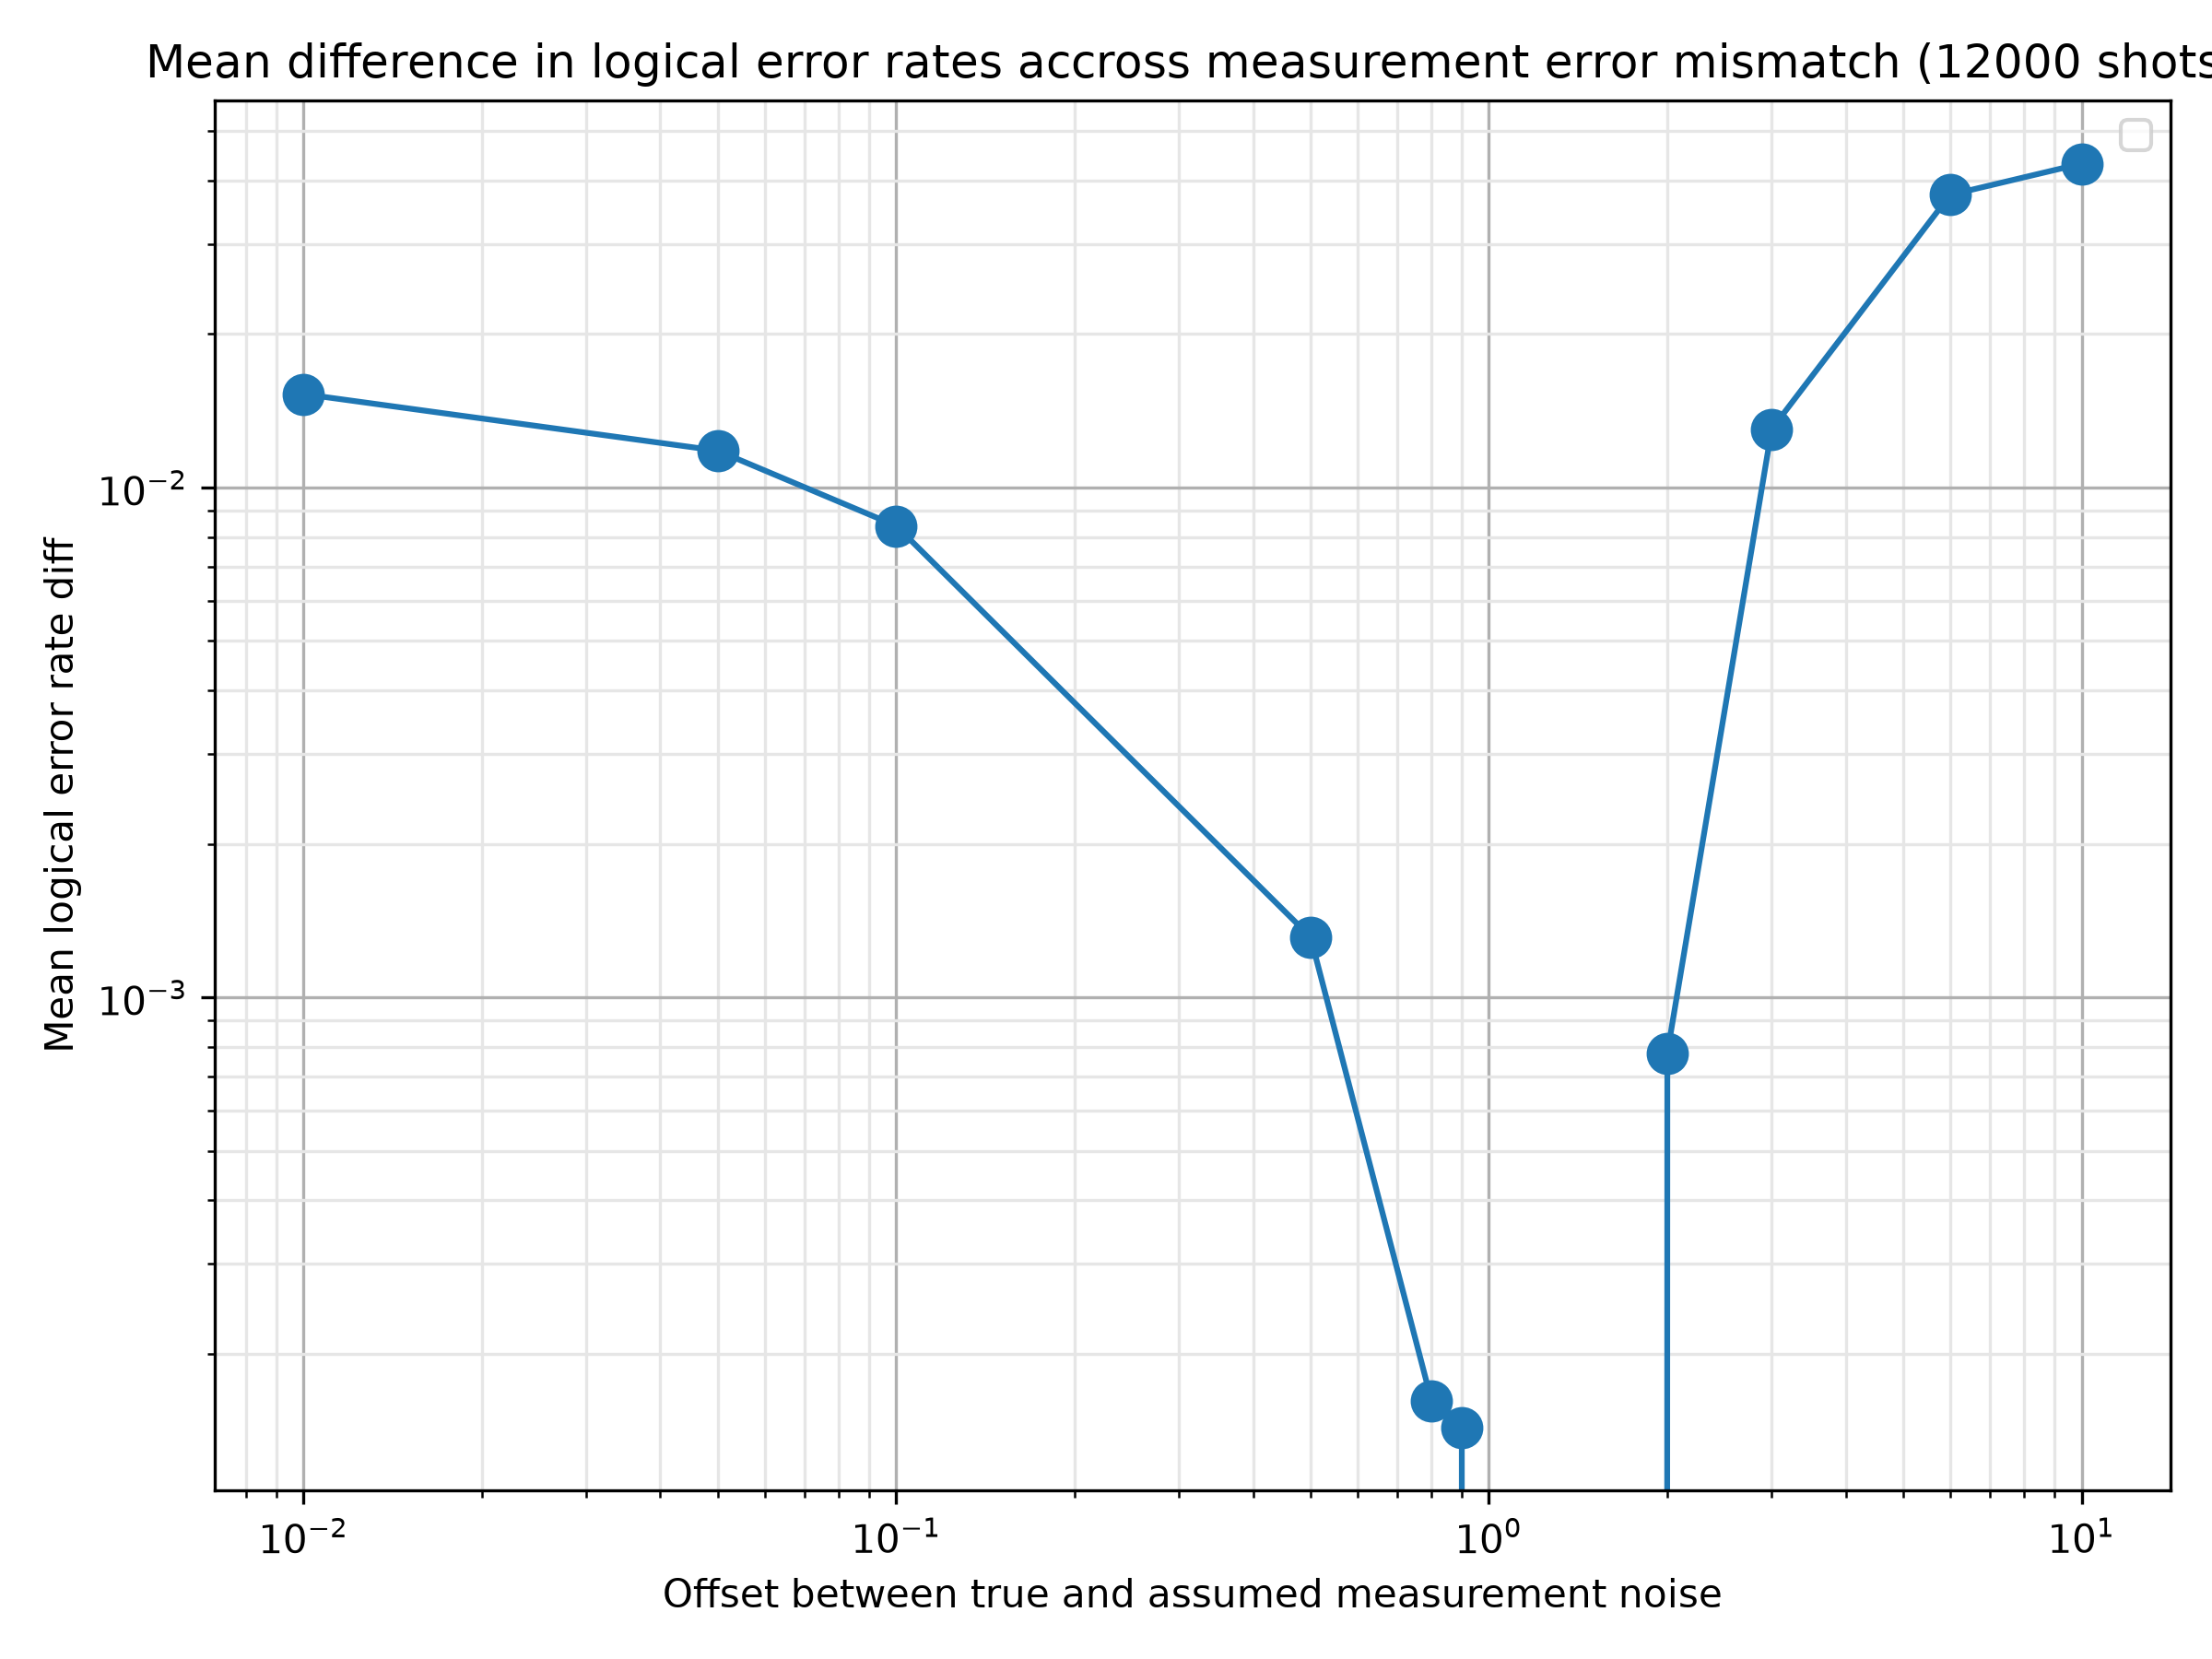 Mean difference in logical error rates across measurement error mismatch (12000 shots
Mean logical error rate diff
10⁻²
10⁻³
10⁻² 10⁻¹ 10⁰ 10¹
Offset between true and assumed measurement noise